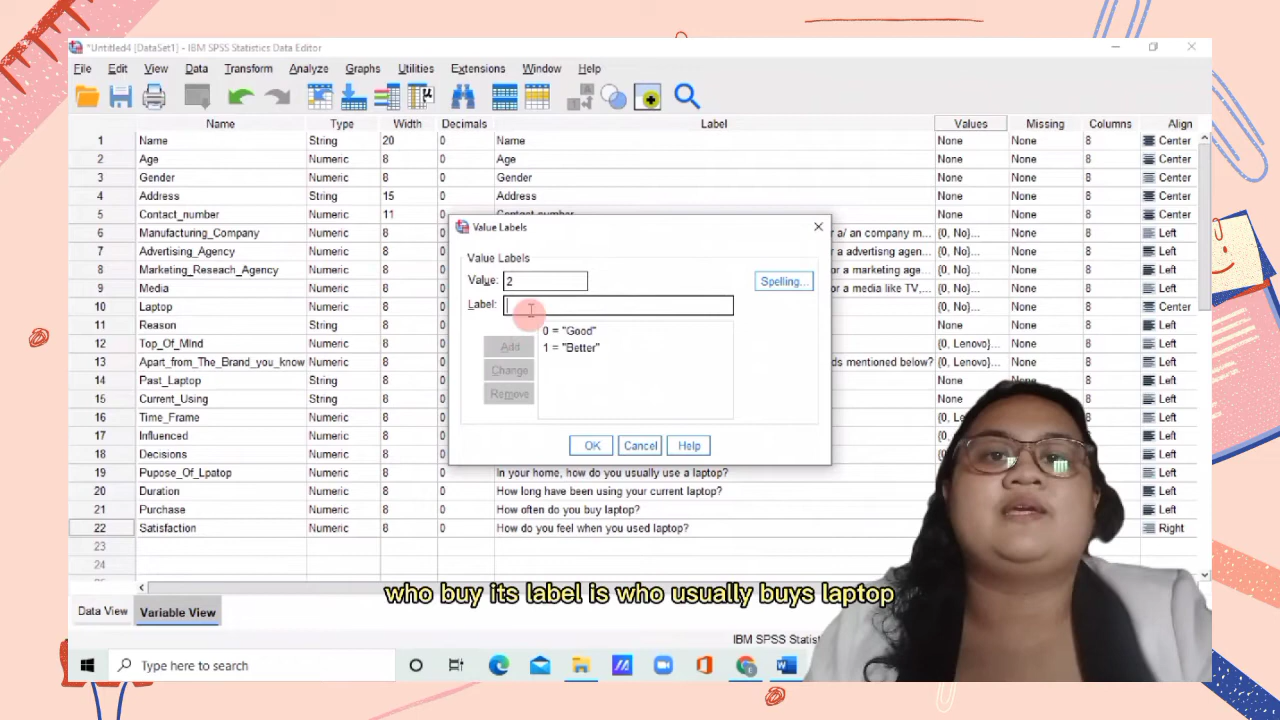 *Untitled4 [DataSet1] - IBM SPSS Statistics Data Editor
File Edit View Data Transform Analyze Graphs Utilities Extensions Window Help
Name Type Width Decimals Label Values Missing Columns Align
1 Name String 20 0 Name None None 8 Center
2 Age Numeric 8 0 Age None None 8 Center
3 Gender Numeric 8 0 Gender None None 8 Center
4 Address String 15 0 Address None None 8 Center
5 Contact_number Numeric 11 0 Contact_number None None 8 Center
6 Manufacturing_Company Numeric 8 0 r a/ an company m... {0, No}... None 8 Left
7 Advertising_Agency Numeric 8 0 r a advertising agen... {0, No}... None 8 Left
8 Marketing_Reseach_Agency Numeric 8 0 or a marketing age... {0, No}... None 8 Left
9 Media Numeric 8 0 or a media like TV,... {0, No}... None 8 Left
10 Laptop Numeric 8 0 {0, No}... None 8 Center
11 Reason String 8 0 None None 8 Left
12 Top_Of_Mind Numeric 8 0 {0, Lenovo}... None 8 Left
13 Apart_from_The_Brand_you_know Numeric 8 0 ds mentioned below? {0, Lenovo}... None 8 Left
14 Past_Laptop String 8 0 None None 8 Left
15 Current_Using String 8 0 None Left
16 Time_Frame Numeric 8 0 {0, Le Left
17 Influenced Numeric 8 0 {0, Left
18 Decisions Numeric 8 0 {0, Left
19 Pupose_Of_Lpatop Numeric 8 0 In your home, how do you usually use a laptop? Left
20 Duration Numeric 8 0 How long have been using your current laptop? Left
21 Purchase Numeric 8 0 How often do you buy laptop? Left
22 Satisfaction Numeric 8 0 How do you feel when you used laptop? Right
23
24
Value Labels
Value Labels
Value: 2 Spelling...
Label:
0 = "Good"
Add 1 = "Better"
Change
Remove
OK Cancel Help
who buy its label is who usually buys laptop
Data View Variable View
IBM SPSS Statist
Type here to search